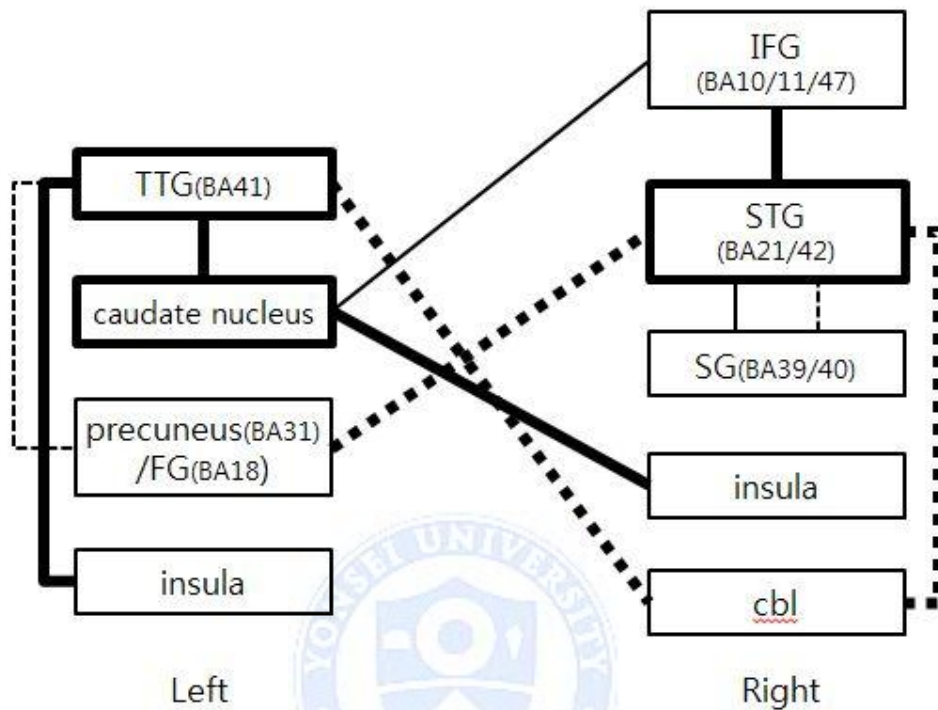 IFG
(BA10/11/47)
TTG(BA41)
STG
(BA21/42)
caudate nucleus
SG(BA39/40)
precuneus(BA31)
/FG(BA18)
insula
insula
cbl
YONSEI UNIVERSITY
Left
Right